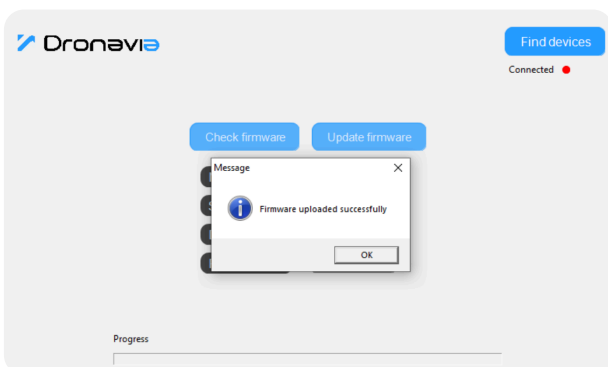 Dronavia
Find devices
Connected
Check firmware
Update firmware
Message
Firmware uploaded successfully
OK
Progress